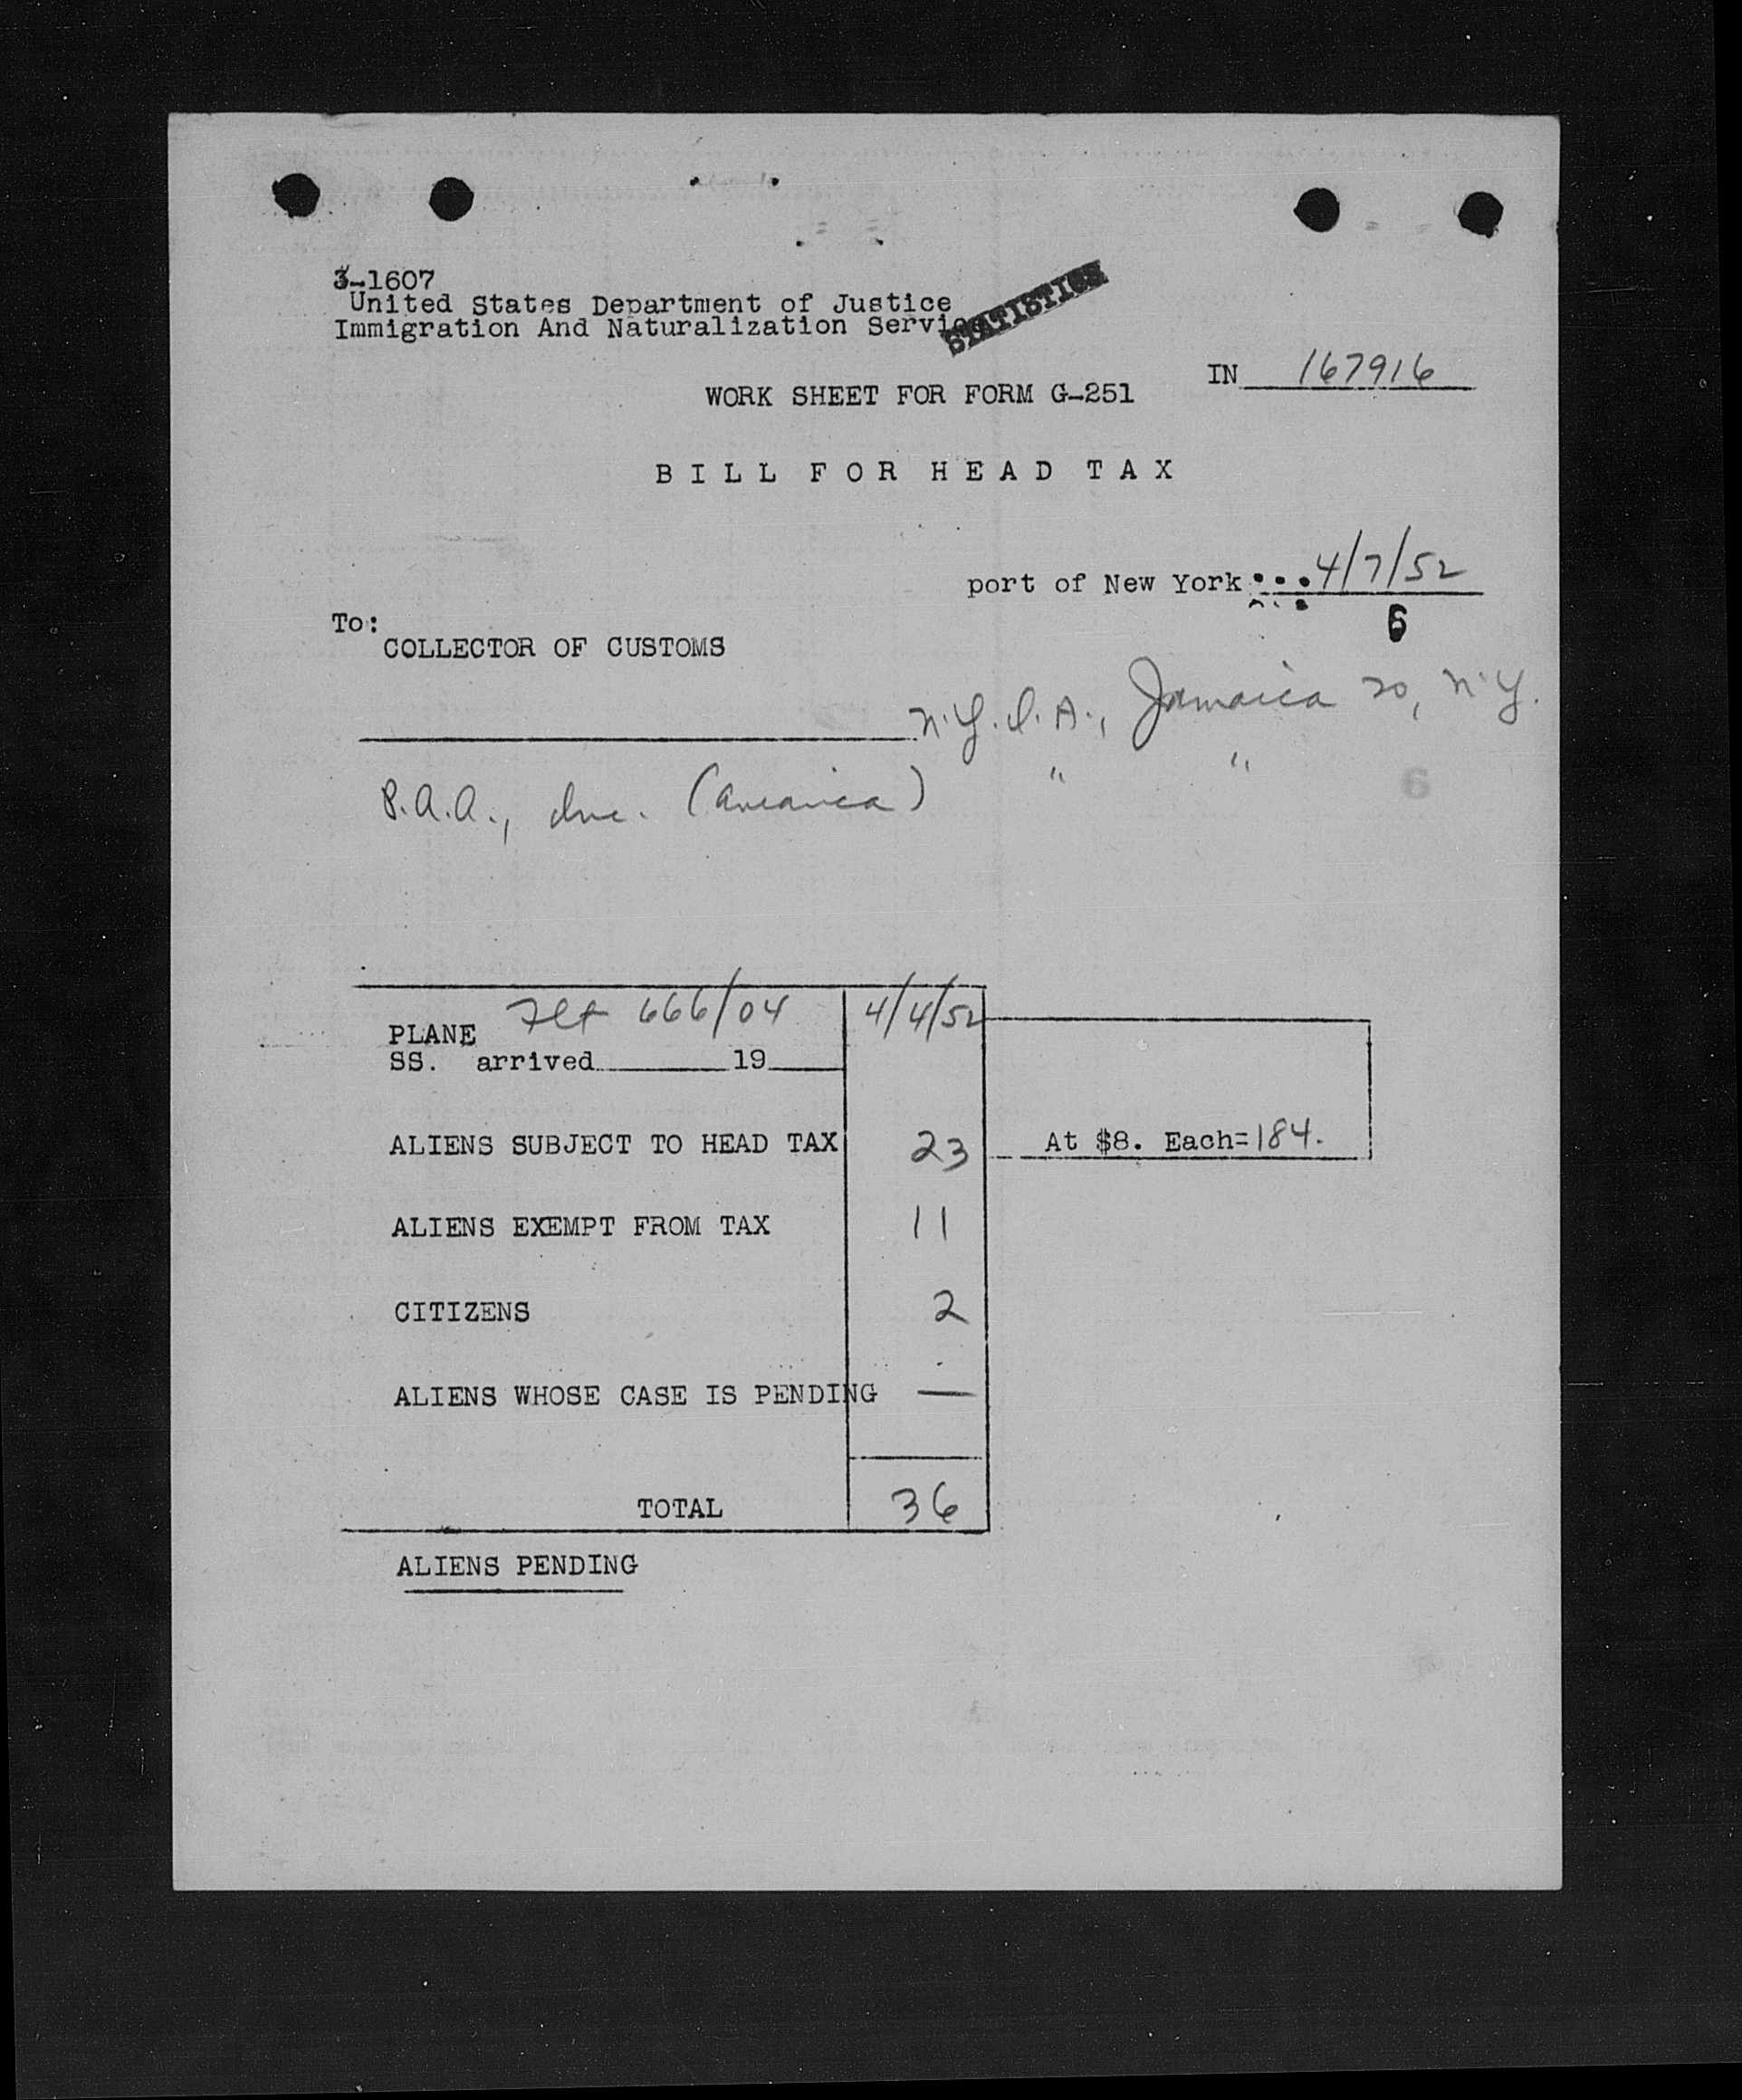 3-1607
United States Department of Justice
Immigration And Naturalization Service
STATISTICS
IN 167916
WORK SHEET FOR FORM G-251
BILL FOR HEAD TAX
port of New York 4/7/52
6
To:
COLLECTOR OF CUSTOMS
N.Y.I.A., Jamaica 20, N.Y.
P.A.A., Inc. (America) " "
PLANE Flt 666/04 4/4/52
SS. arrived 19
ALIENS SUBJECT TO HEAD TAX 23 At $8. Each=184.
ALIENS EXEMPT FROM TAX 11
CITIZENS 2
ALIENS WHOSE CASE IS PENDING —
TOTAL 36
ALIENS PENDING